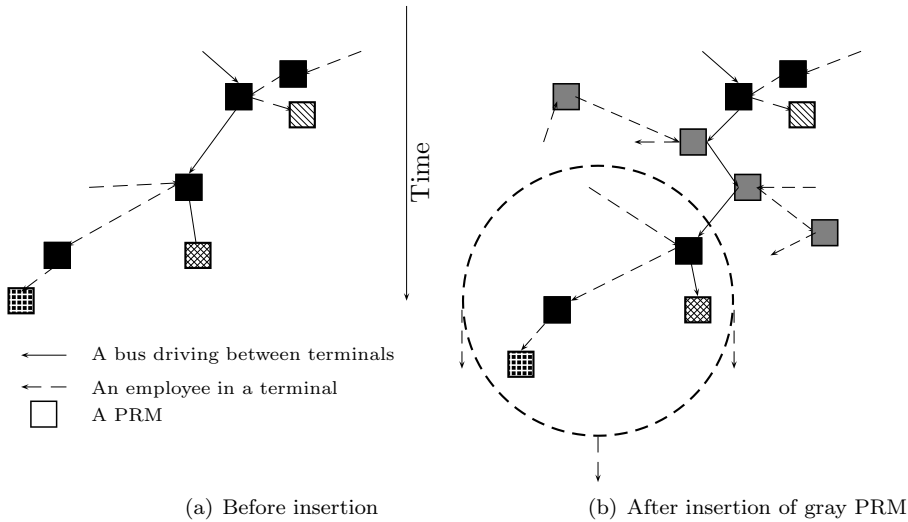 Time
A bus driving between terminals
An employee in a terminal
A PRM
(a) Before insertion
(b) After insertion of gray PRM